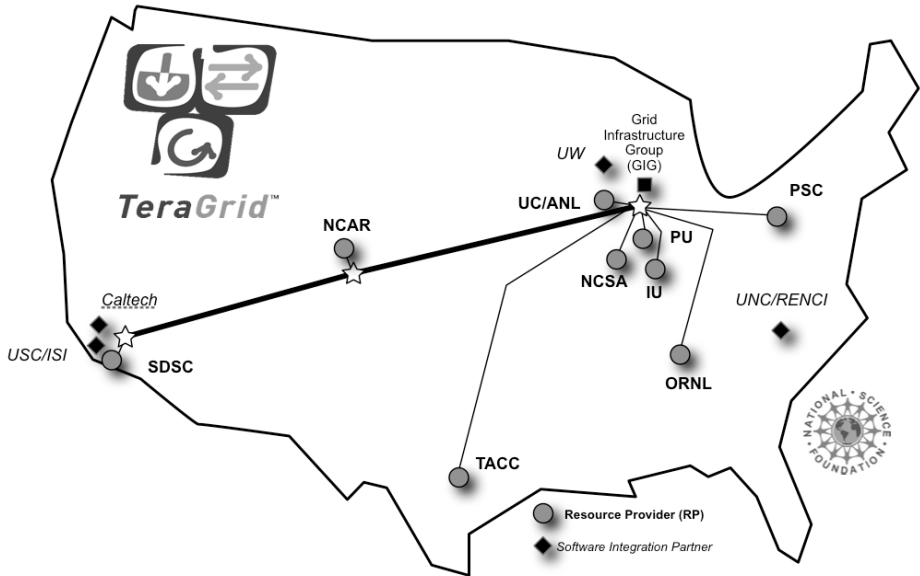 TeraGrid™
Grid
Infrastructure
Group
(GIG)
UW
UC/ANL
PSC
NCAR
PU
NCSA
IU
Caltech
UNC/RENCI
USC/ISI
SDSC
ORNL
NATIONAL • SCIENCE • FOUNDATION •
TACC
Resource Provider (RP)
Software Integration Partner